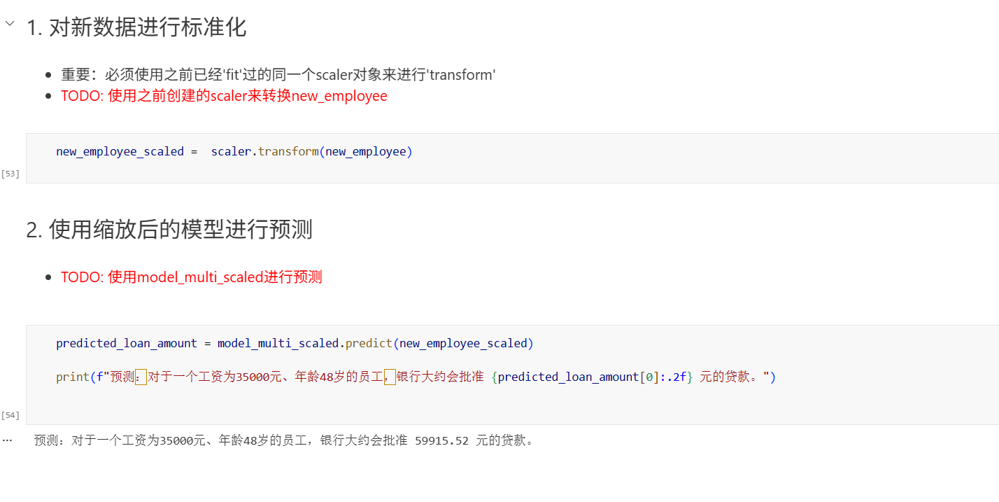 1. 对新数据进行标准化
重要：必须使用之前已经'fit'过的同一个scaler对象来进行'transform'
TODO: 使用之前创建的scaler来转换new_employee
new_employee_scaled =  scaler.transform(new_employee)
[53]
2. 使用缩放后的模型进行预测
TODO: 使用model_multi_scaled进行预测
predicted_loan_amount = model_multi_scaled.predict(new_employee_scaled)
print(f"预测：对于一个工资为35000元、年龄48岁的员工，银行大约会批准 {predicted_loan_amount[0]:.2f} 元的贷款。")
[54]
... 预测：对于一个工资为35000元、年龄48岁的员工，银行大约会批准 59915.52 元的贷款。